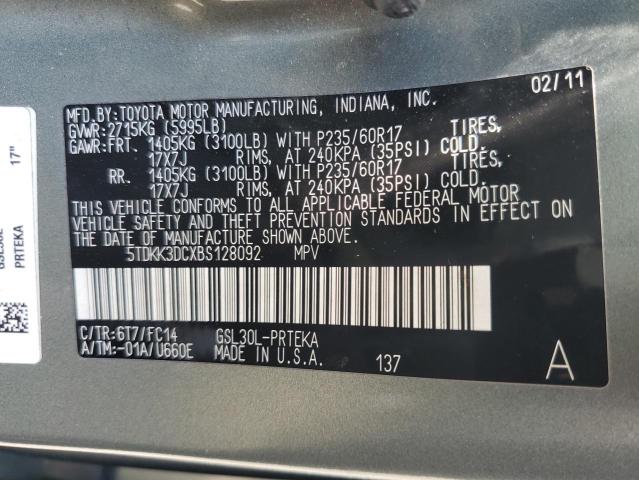 MFD.BY:TOYOTA MOTOR MANUFACTURING, INDIANA, INC. 02/11
GVWR:2715KG (5995LB)
GAWR:FRT. 1405KG (3100LB) WITH P235/60R17 TIRES,
17X7J RIMS, AT 240KPA (35PSI) COLD.
RR. 1405KG (3100LB) WITH P235/60R17 TIRES,
17X7J RIMS, AT 240KPA (35PSI) COLD.
THIS VEHICLE CONFORMS TO ALL APPLICABLE FEDERAL MOTOR
VEHICLE SAFETY AND THEFT PREVENTION STANDARDS IN EFFECT ON
THE DATE OF MANUFACTURE SHOWN ABOVE.
5TDKK3DCXBS128092 MPV
C/TR:6T7/FC14 GSL30L-PRTEKA
A/TM:-01A/U660E MADE IN U.S.A. 137 A
17"
GSL30L
PRTEKA